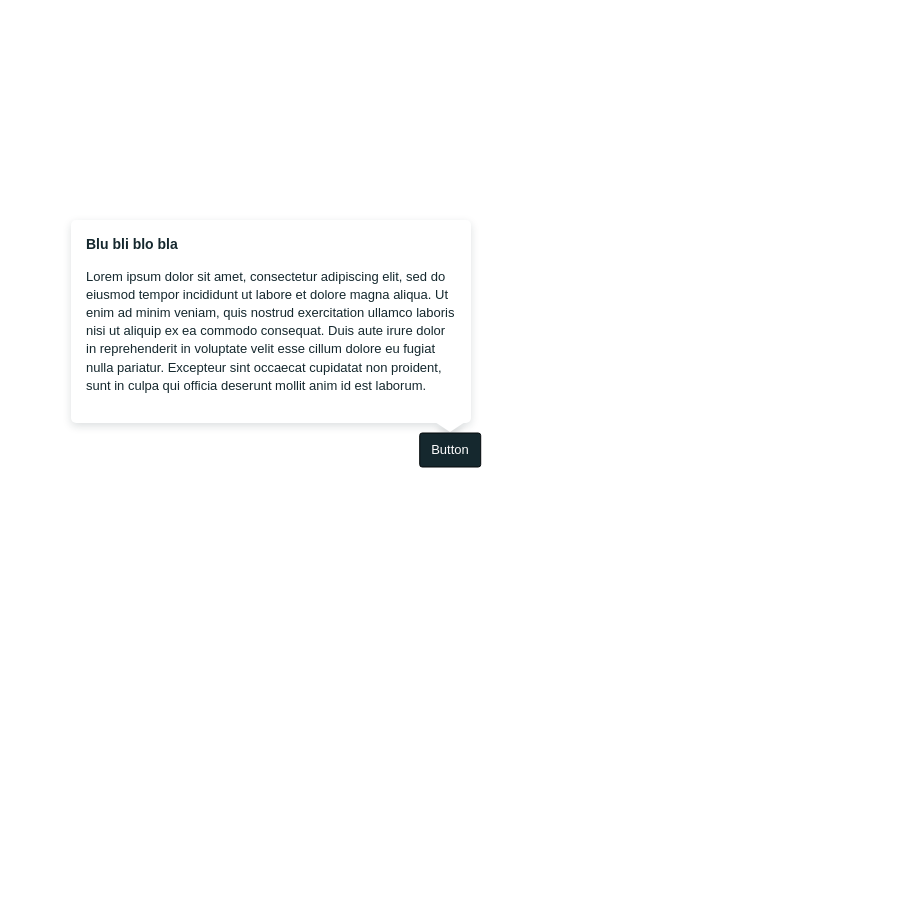 Blu bli blo bla
Lorem ipsum dolor sit amet, consectetur adipiscing elit, sed do
eiusmod tempor incididunt ut labore et dolore magna aliqua. Ut
enim ad minim veniam, quis nostrud exercitation ullamco laboris
nisi ut aliquip ex ea commodo consequat. Duis aute irure dolor
in reprehenderit in voluptate velit esse cillum dolore eu fugiat
nulla pariatur. Excepteur sint occaecat cupidatat non proident,
sunt in culpa qui officia deserunt mollit anim id est laborum.
Button